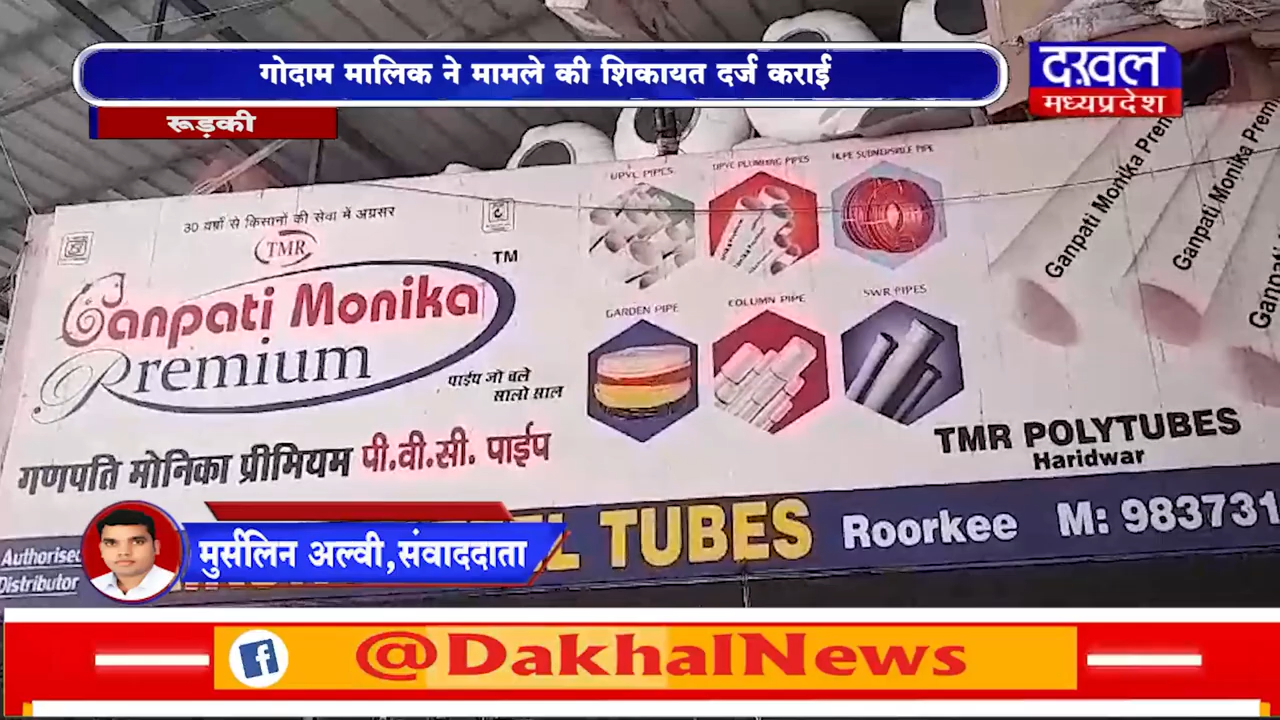 गोदाम मालिक ने मामले की शिकायत दर्ज कराई
रूड़की
दख़ल
मध्यप्रदेश
30 वर्षो से किसानों की सेवा में अग्रसर
TMR
Ganpati Monika
TM
Premium
पाईप जो चले
सालो साल
गणपति मोनिका प्रीमियम पी.वी.सी. पाईप
UPVC PIPES
UPVC PLUMBING PIPES
HDPE SUBMERSIBLE PIPE
GARDEN PIPE
COLUMN PIPE
SWR PIPES
Ganpati Monika Prem
Ganpati Monika Prem
Ganpati
TMR POLYTUBES
Haridwar
Authorised
Distributor
TUBES
Roorkee M: 983731
मुर्सलिन अल्वी,संवाददाता
@DakhalNews